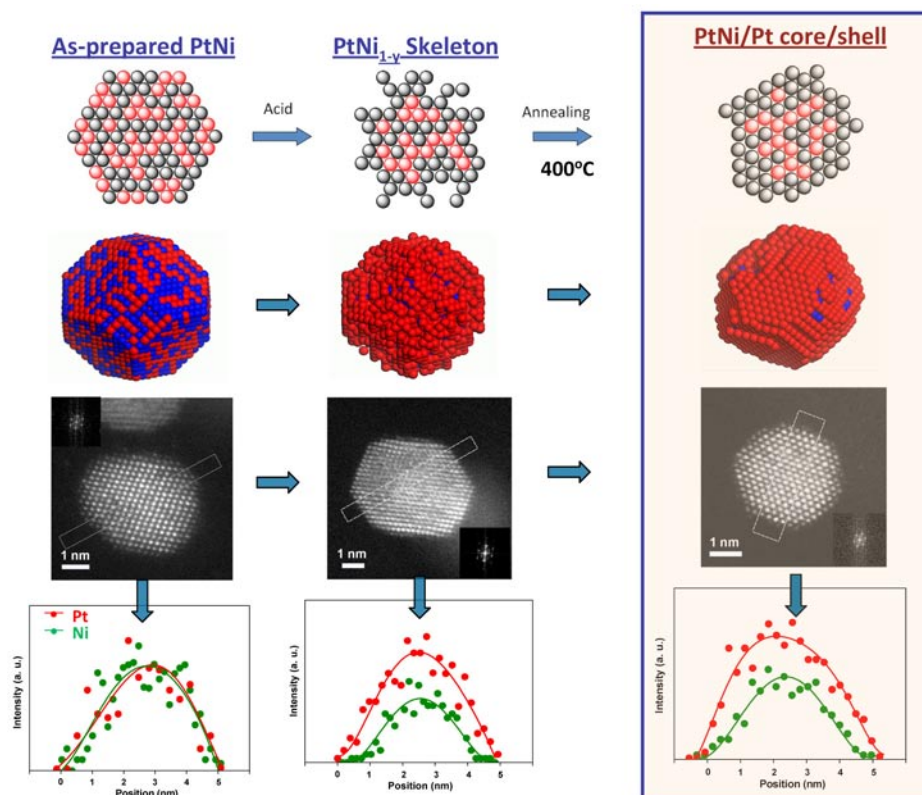 As-prepared PtNi
PtNi1-y Skeleton
PtNi/Pt core/shell
Acid
Annealing
400°C
1 nm
1 nm
1 nm
Pt
Ni
Intensity (a. u.)
0 1 2 3 4 5
Position (nm)
Intensity (a. u.)
0 1 2 3 4 5
Position (nm)
Intensity (a. u.)
0 1 2 3 4 5
Position (nm)